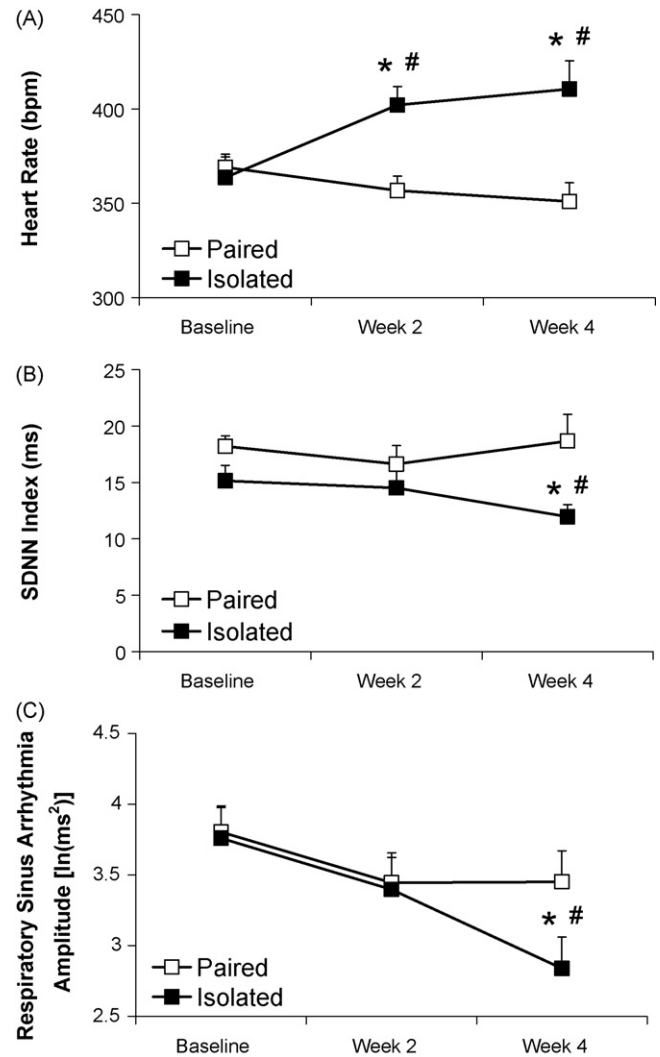 (A)
Heart Rate (bpm)
450
400
350
300
* #
* #
Paired
Isolated
Baseline Week 2 Week 4
(B)
SDNN Index (ms)
25
20
15
10
5
0
* #
Paired
Isolated
Baseline Week 2 Week 4
(C)
Respiratory Sinus Arrhythmia
Amplitude [ln(ms²)]
4.5
4
3.5
3
2.5
* #
Paired
Isolated
Baseline Week 2 Week 4